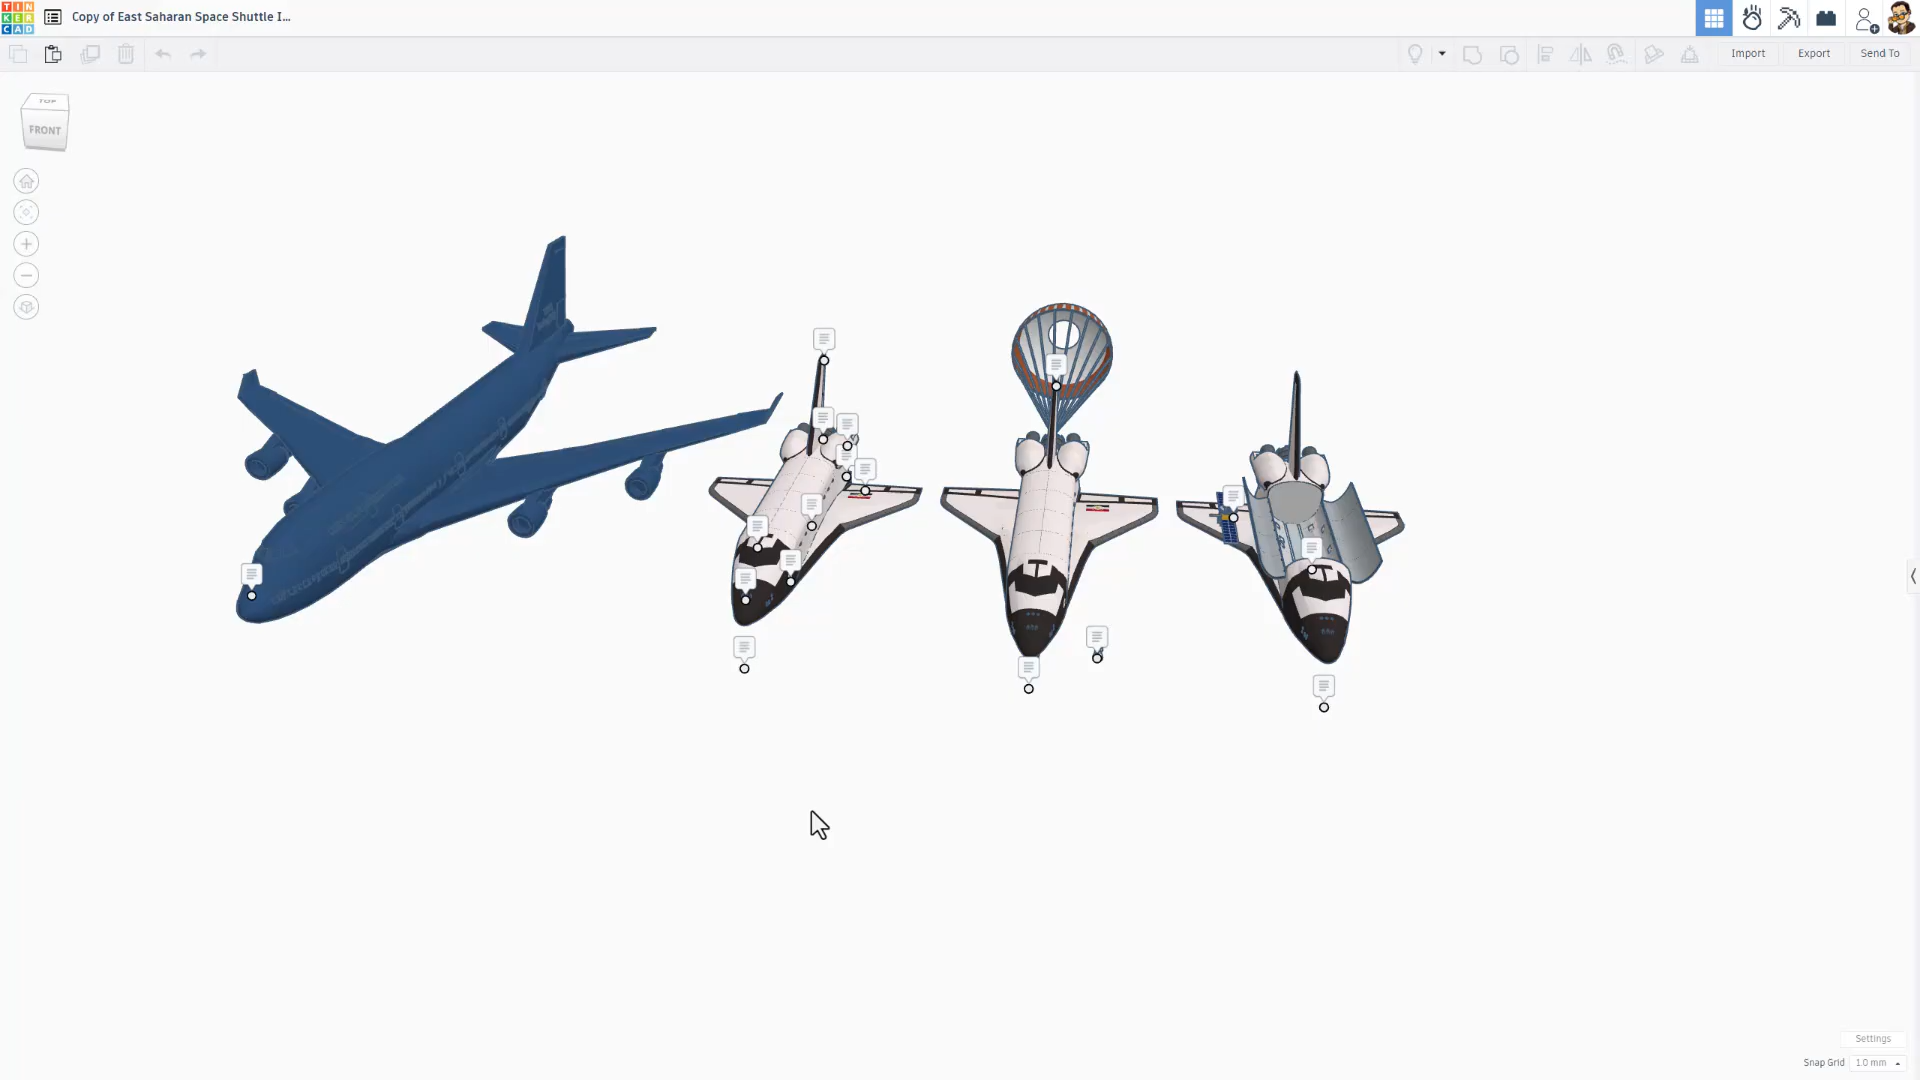 TIN
KER
CAD
Copy of East Saharan Space Shuttle I...
Import
Export
Send To
TOP
FRONT
Settings
Snap Grid
1.0 mm